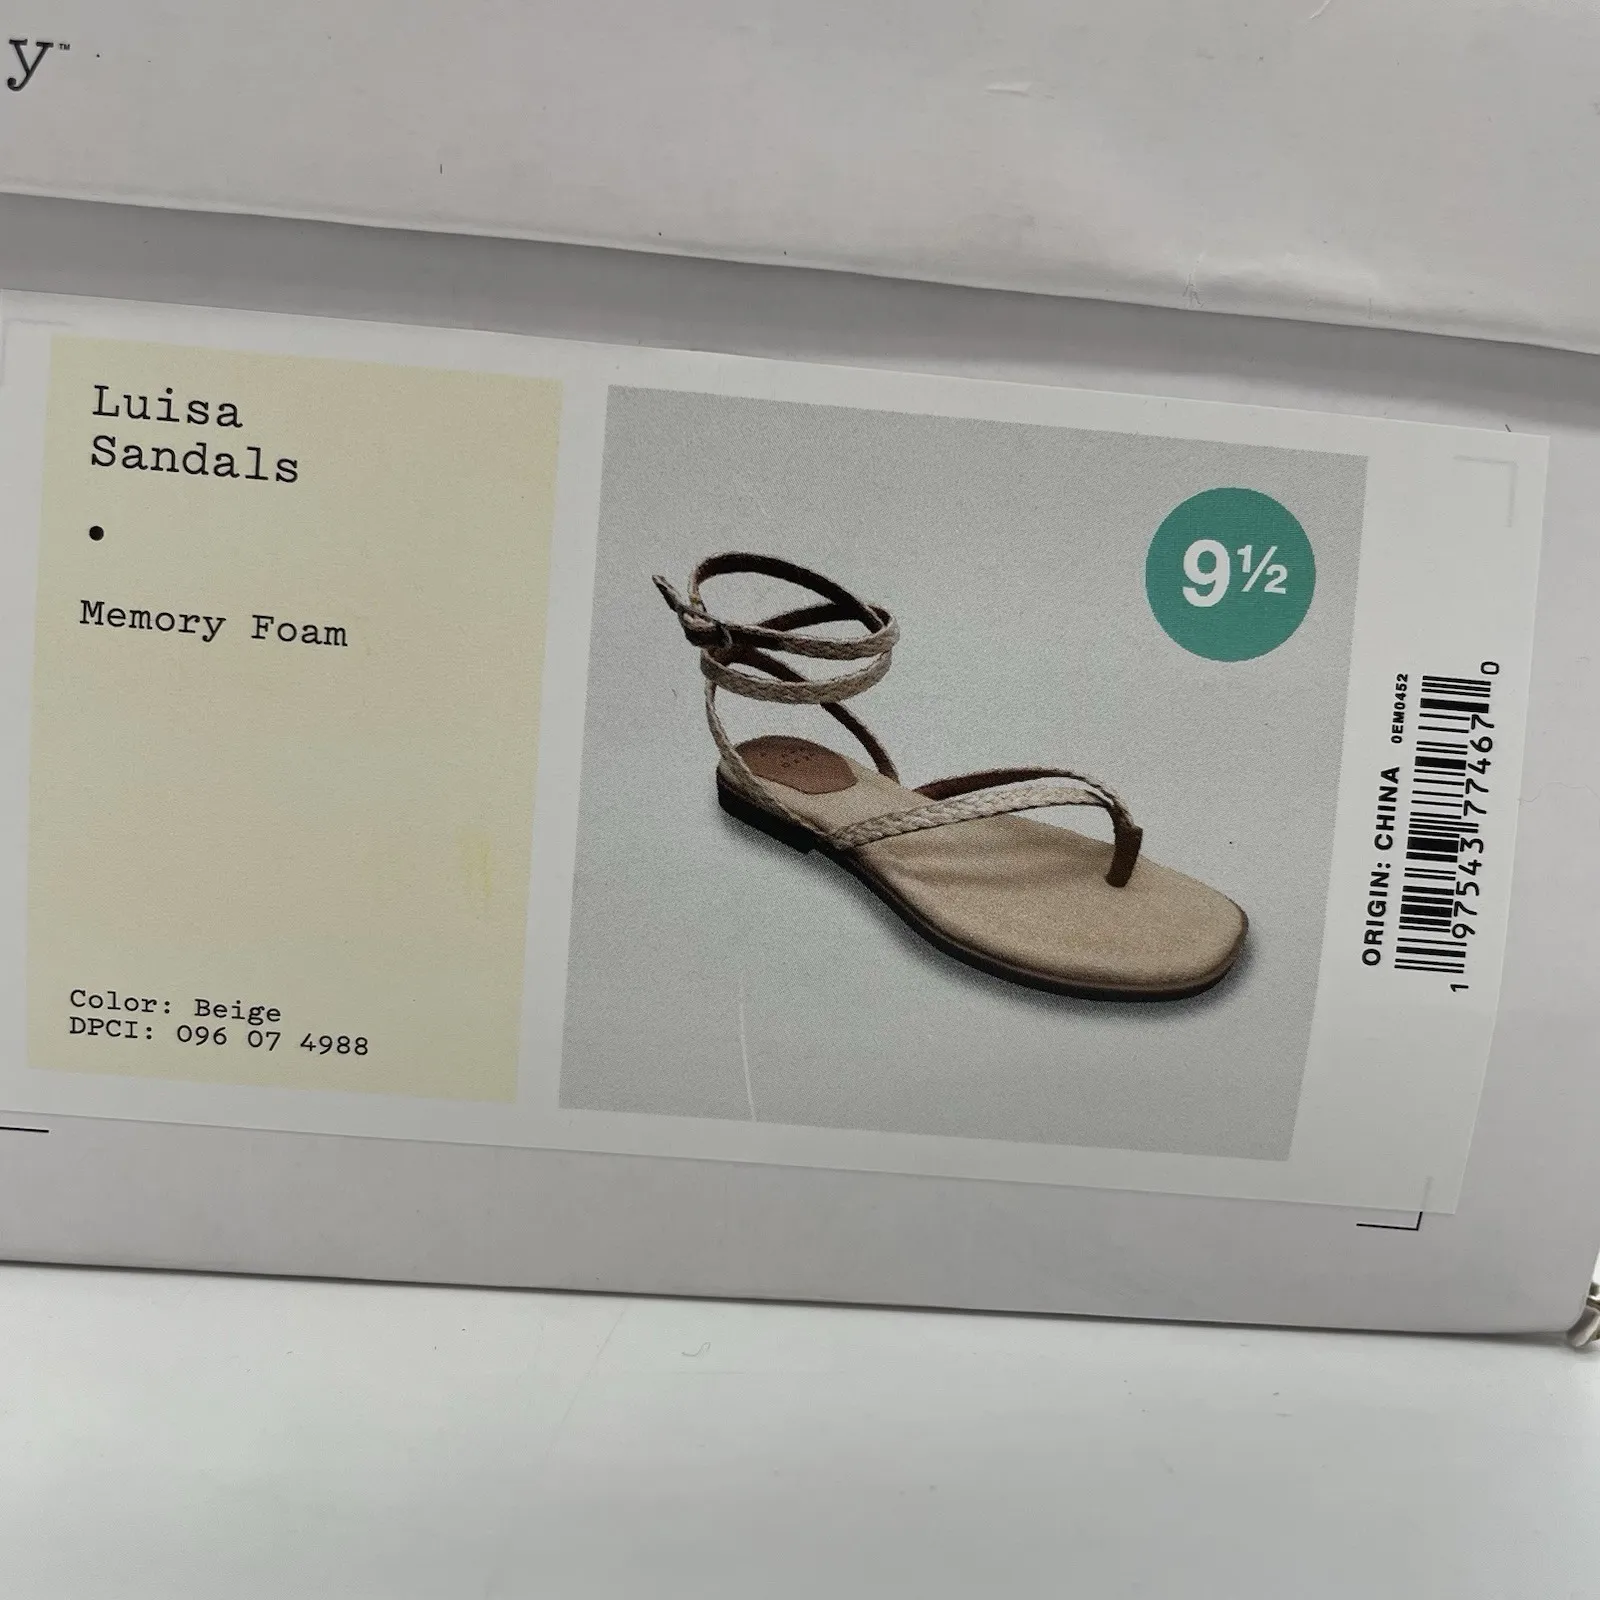 y™
Luisa
Sandals
•
Memory Foam
Color: Beige
DPCI: 096 07 4988
9½
ORIGIN: CHINA
0EM0452
1 97543 77467 0